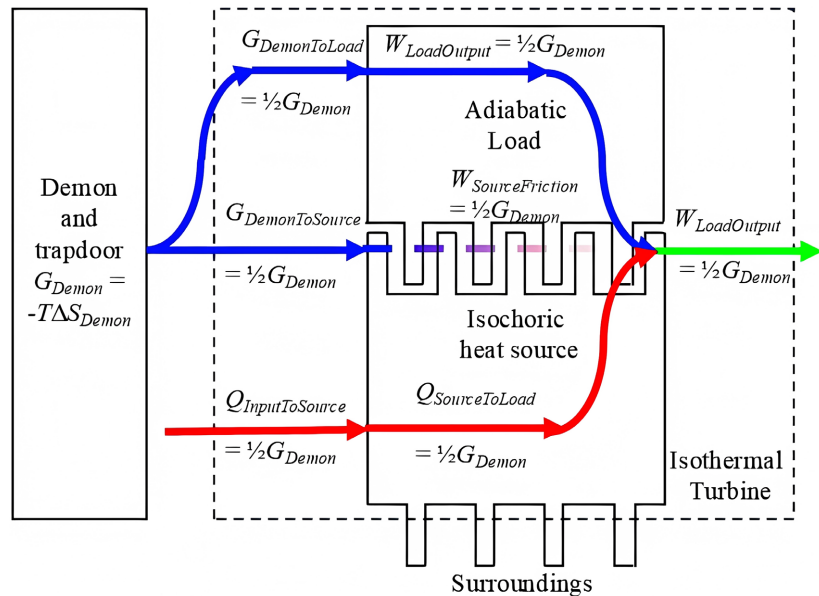 G_DemonToLoad
= ½G_Demon
W_LoadOutput = ½G_Demon
Adiabatic
Load
Demon
and
trapdoor
G_Demon =
-TΔS_Demon
G_DemonToSource
= ½G_Demon
W_SourceFriction
= ½G_Demon
W_LoadOutput
= ½G_Demon
Isochoric
heat source
Q_InputToSource
= ½G_Demon
Q_SourceToLoad
= ½G_Demon
Isothermal
Turbine
Surroundings